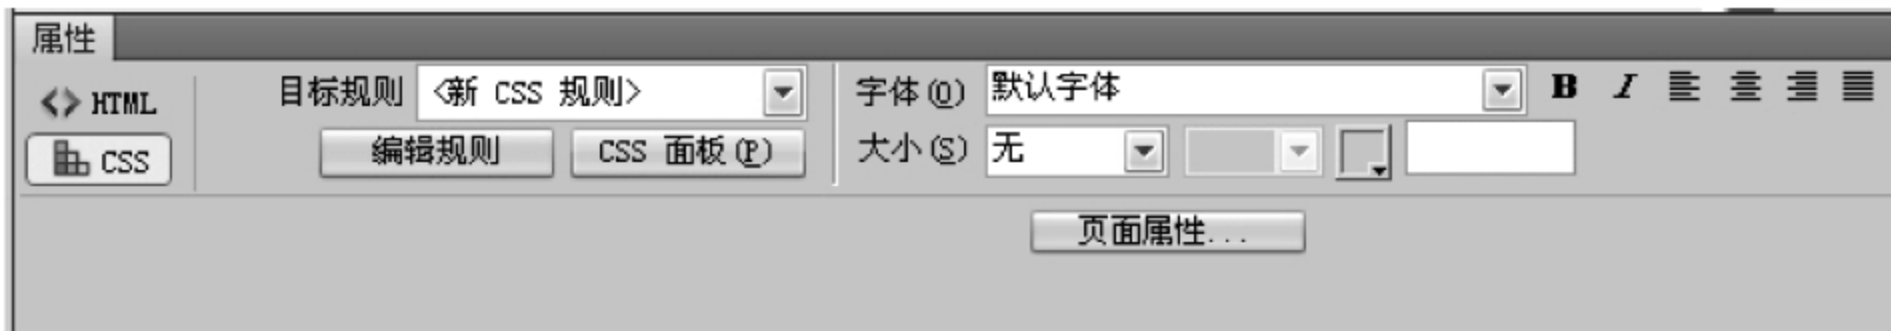 属性
<> HTML 目标规则 <新 CSS 规则> 字体(O) 默认字体 B I
CSS 编辑规则 CSS 面板(P) 大小(S) 无
页面属性...